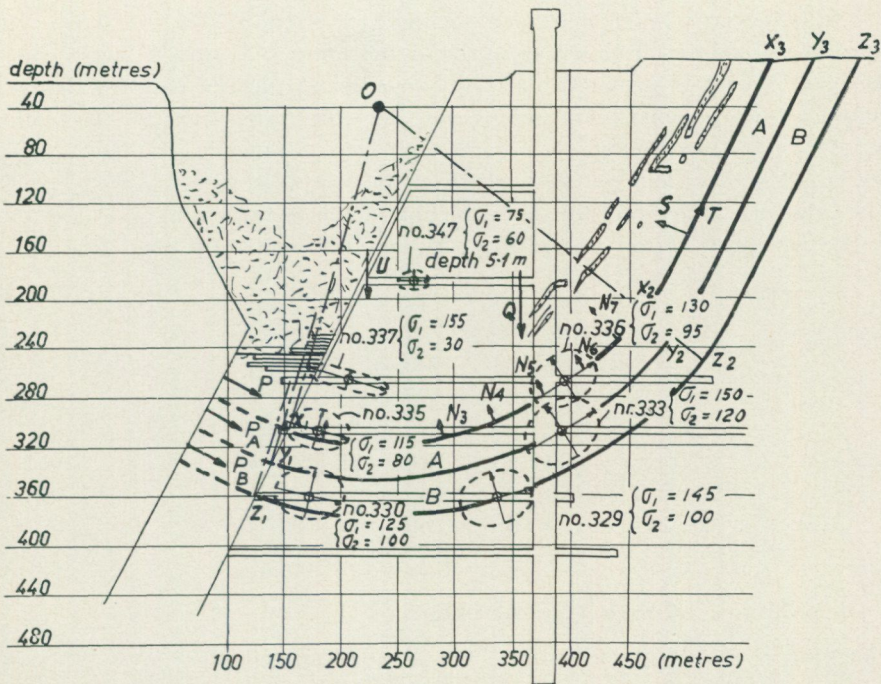 X₃ Y₃ Z₃
depth (metres)
O
40
A
B
80
120
S T
no.347 { σ₁ = 75
σ₂ = 60
depth 5·1 m
160
U
X₂
200
Q
N₇
no.337 { σ₁ = 155
σ₂ = 30
no.336 { σ₁ = 130
σ₂ = 95
240
N₆
Y₂
Z₂
P
N₅
280
no.335
N₃ N₄
nr.333 { σ₁ = 150
σ₂ = 120
P_A
320
{ σ₁ = 115
σ₂ = 80
A
P_B
B
360
Z₁
no.330
{ σ₁ = 125
σ₂ = 100
no.329 { σ₁ = 145
σ₂ = 100
400
440
480
100 150 200 250 300 350 400 450 (metres)